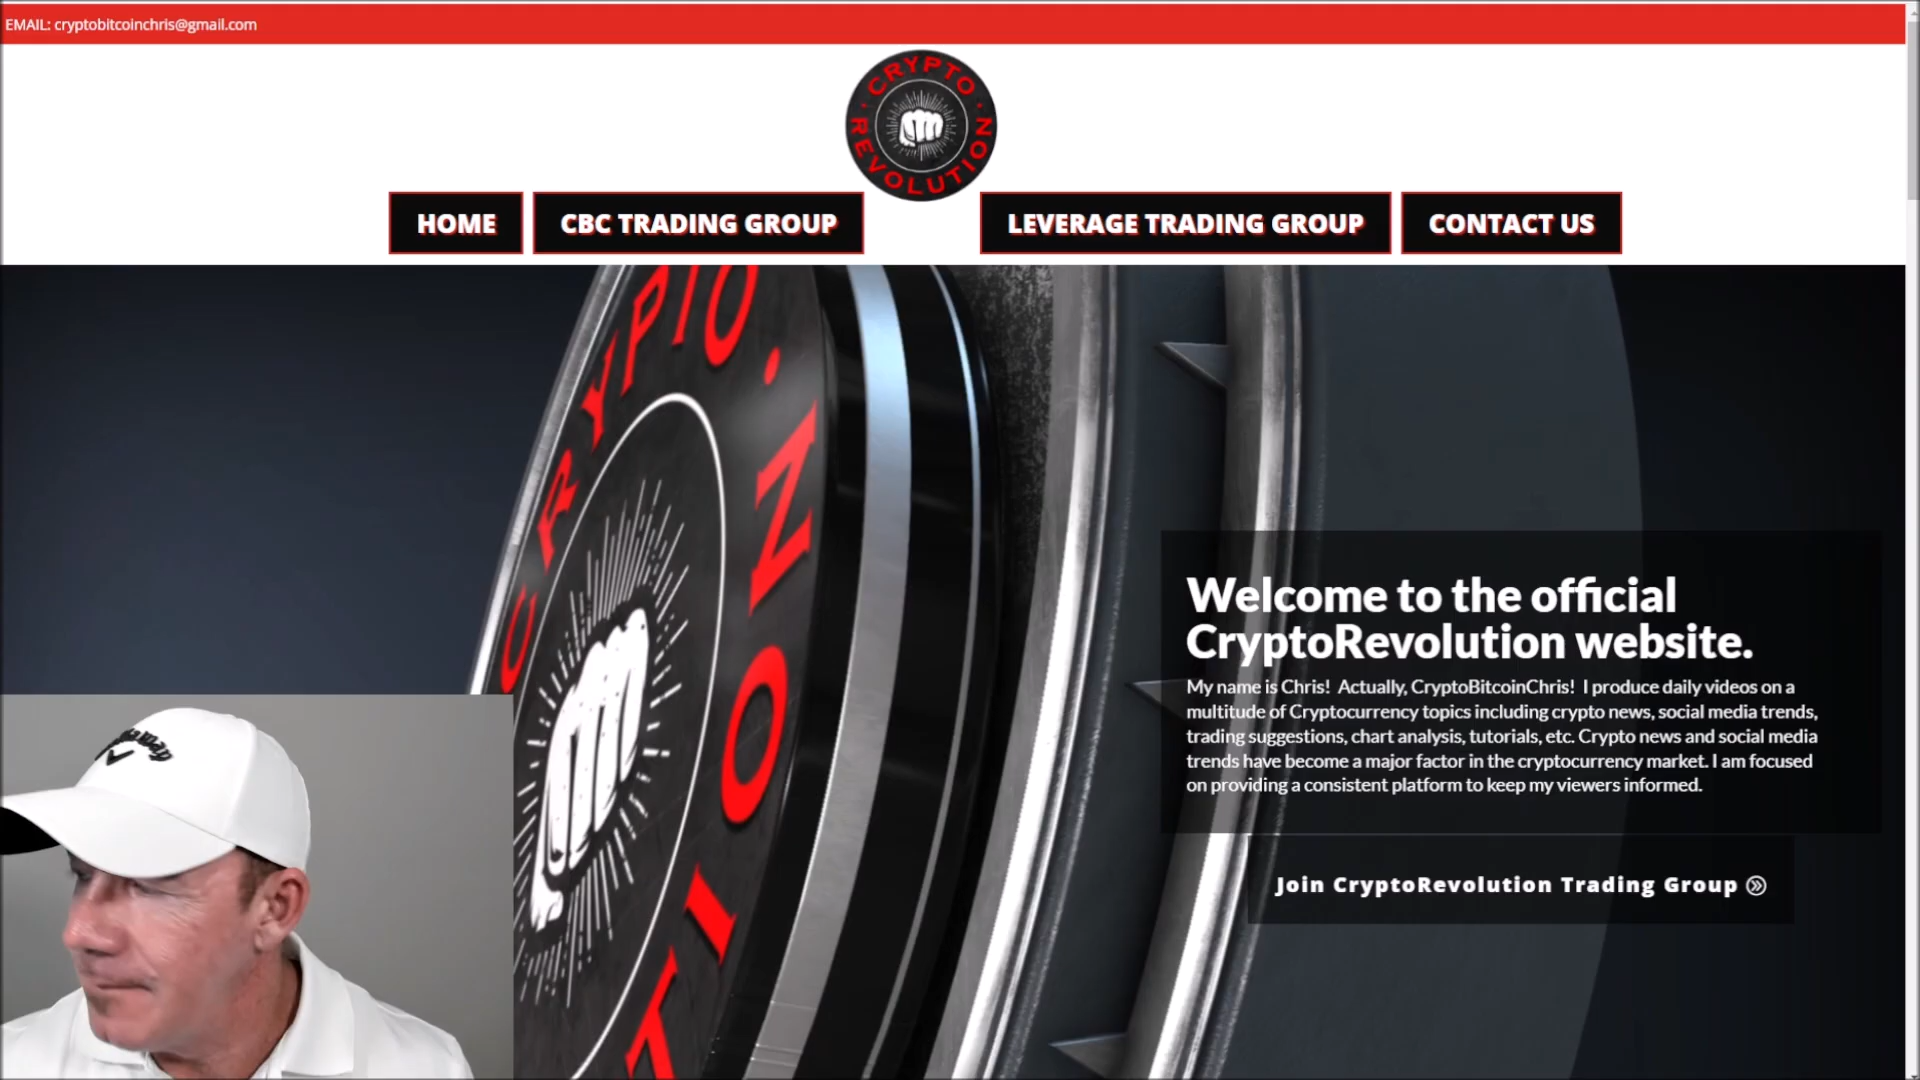 EMAIL: cryptobitcoinchris@gmail.com
· CRYPTO · REVOLUTION
HOME
CBC TRADING GROUP
LEVERAGE TRADING GROUP
CONTACT US
CRYPTO ·
TION
Welcome to the official
CryptoRevolution website.
My name is Chris!  Actually, CryptoBitcoinChris!  I produce daily videos on a
multitude of Cryptocurrency topics including crypto news, social media trends,
trading suggestions, chart analysis, tutorials, etc. Crypto news and social media
trends have become a major factor in the cryptocurrency market. I am focused
on providing a consistent platform to keep my viewers informed.
Join CryptoRevolution Trading Group